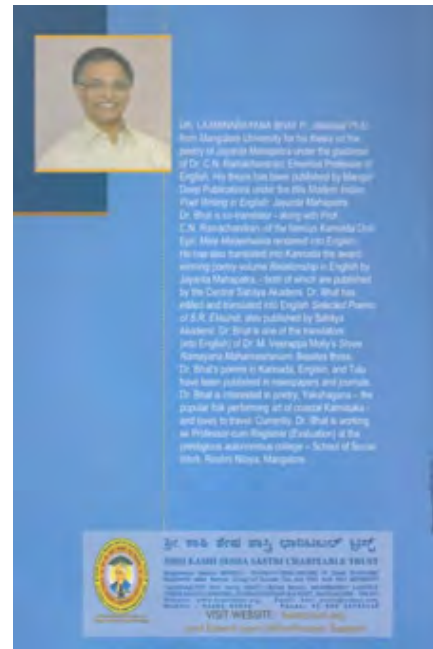 DR. LAXMINARAYANA BHAT P. obtained Ph.D
from Mangalore University for his thesis on the
poetry of Jayanta Mahapatra under the guidance
of Dr. C.N. Ramachandran, Emeritus Professor of
English. His thesis has been published by Mangal
Deep Publications under the title Modern Indian
Poet Writing in English: Jayanta Mahapatra.
Dr. Bhat is co-translator - along with Prof.
C.N. Ramachandran, of the famous Kannada Oral
Epic Male Madeshwara rendered into English.
He has also translated into Kannada the award
winning poetry volume Relationship in English by
Jayanta Mahapatra, - both of which are published
by the Central Sahitya Akademi. Dr. Bhat has
edited and translated into English Selected Poems
of S.R. Ekkundi, also published by Sahitya
Akademi. Dr. Bhat is one of the translators
(into English) of Dr. M. Veerappa Moily's Shree
Ramayana Mahanveshanam. Besides these,
Dr. Bhat's poems in Kannada, English, and Tulu
have been published in newspapers and journals.
Dr. Bhat is interested in poetry, Yakshagana - the
popular folk performing art of coastal Karnataka -
and loves to travel. Currently, Dr. Bhat is working
as Professor-cum Registrar (Evaluation) at the
prestigious autonomous college - School of Social
Work, Roshni Nilaya, Mangalore.
ಶ್ರೀ ಕಾಶಿ ಶೇಷ ಶಾಸ್ತ್ರಿ ಚಾರಿಟಬಲ್ ಟ್ರಸ್ಟ್
SHRI KASHI SESHA SASTRI CHARITABLE TRUST
VISIT WEBSITE: